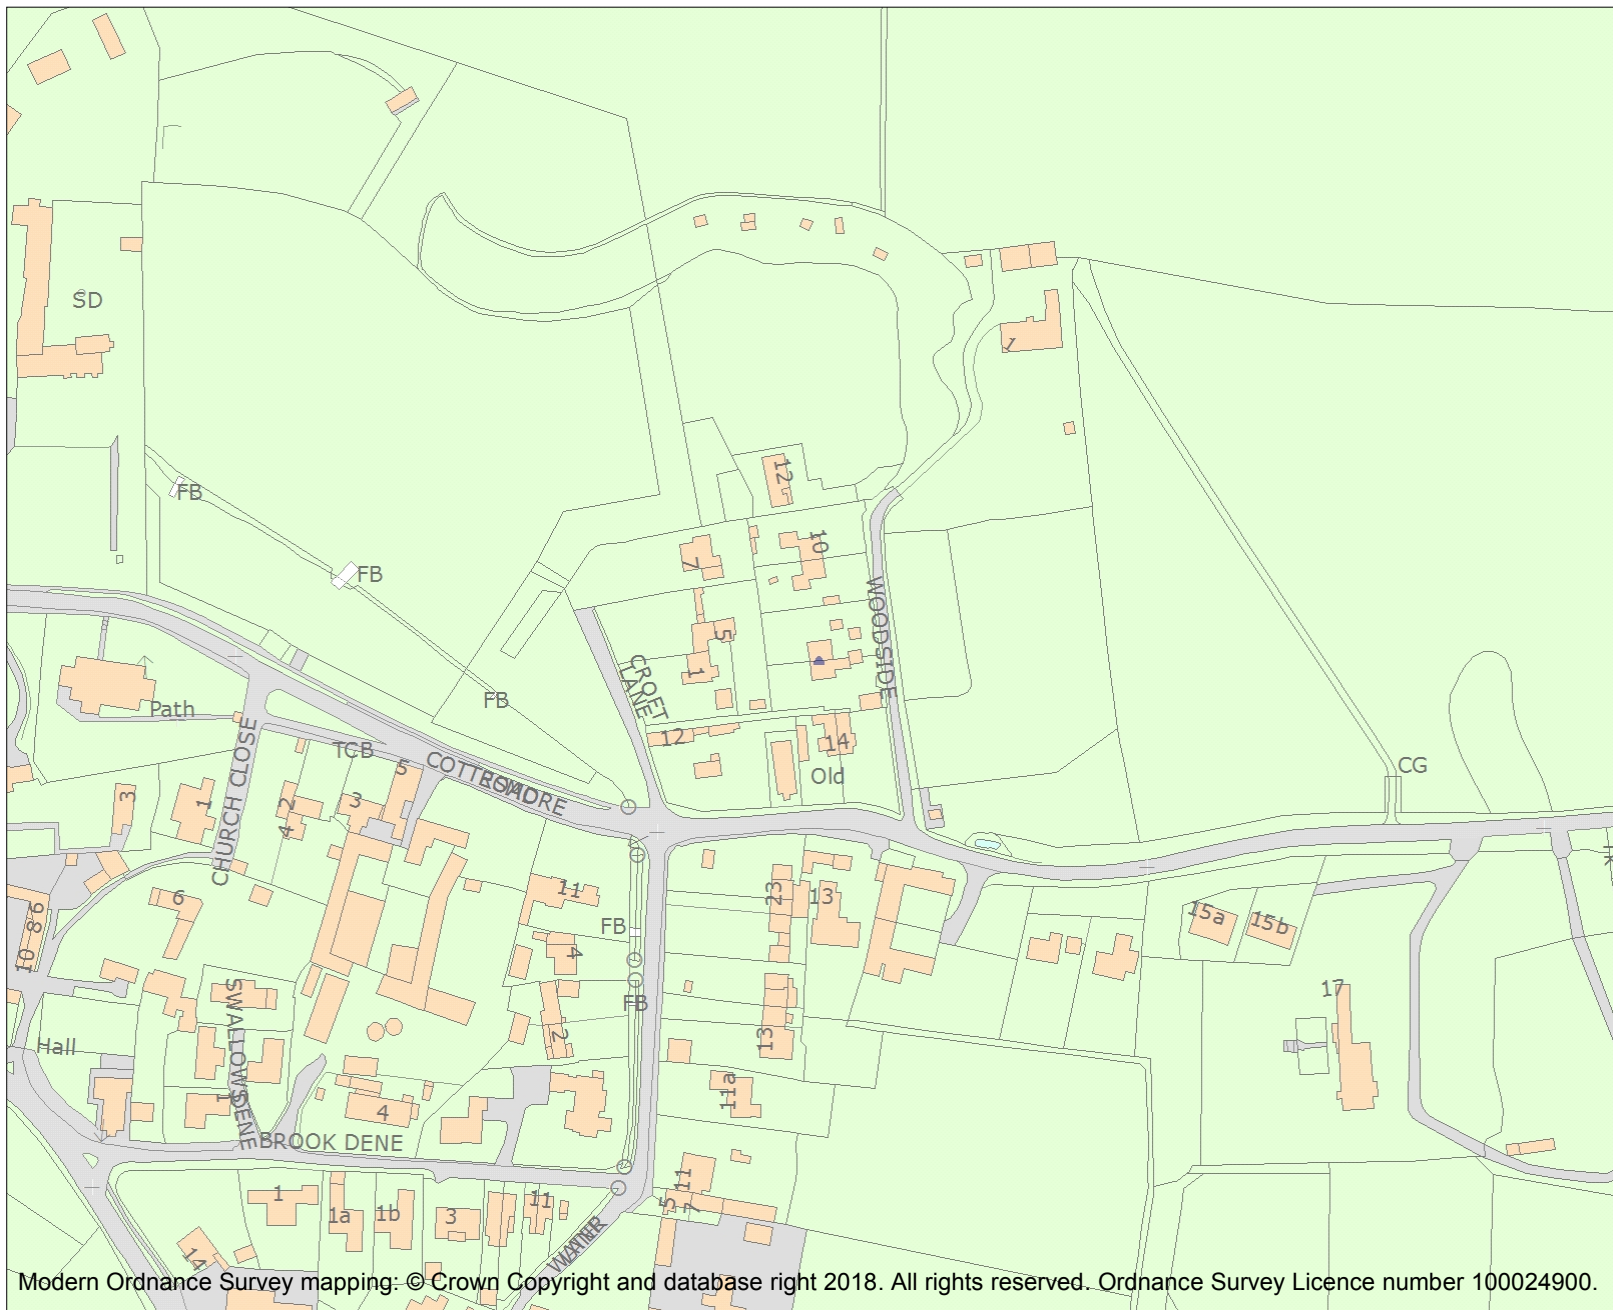 SD
1
12
FB
10
FB
7
WOODSIDE
5
1
CROFT
LANE
FB
Path
12
14
TCB
Old
COTTESMORE
ROAD
CG
5
3
1
2
3
4
CHURCH CLOSE
11
23
13
15a
15b
6
6
8
10
FB
4
17
SWALLOWSDENE
FB
2
13
Hall
11a
1
4
BROOK DENE
11
1
1a
1b
3
11
5
7
14
Modern Ordnance Survey mapping: © Crown Copyright and database right 2018. All rights reserved. Ordnance Survey Licence number 100024900.